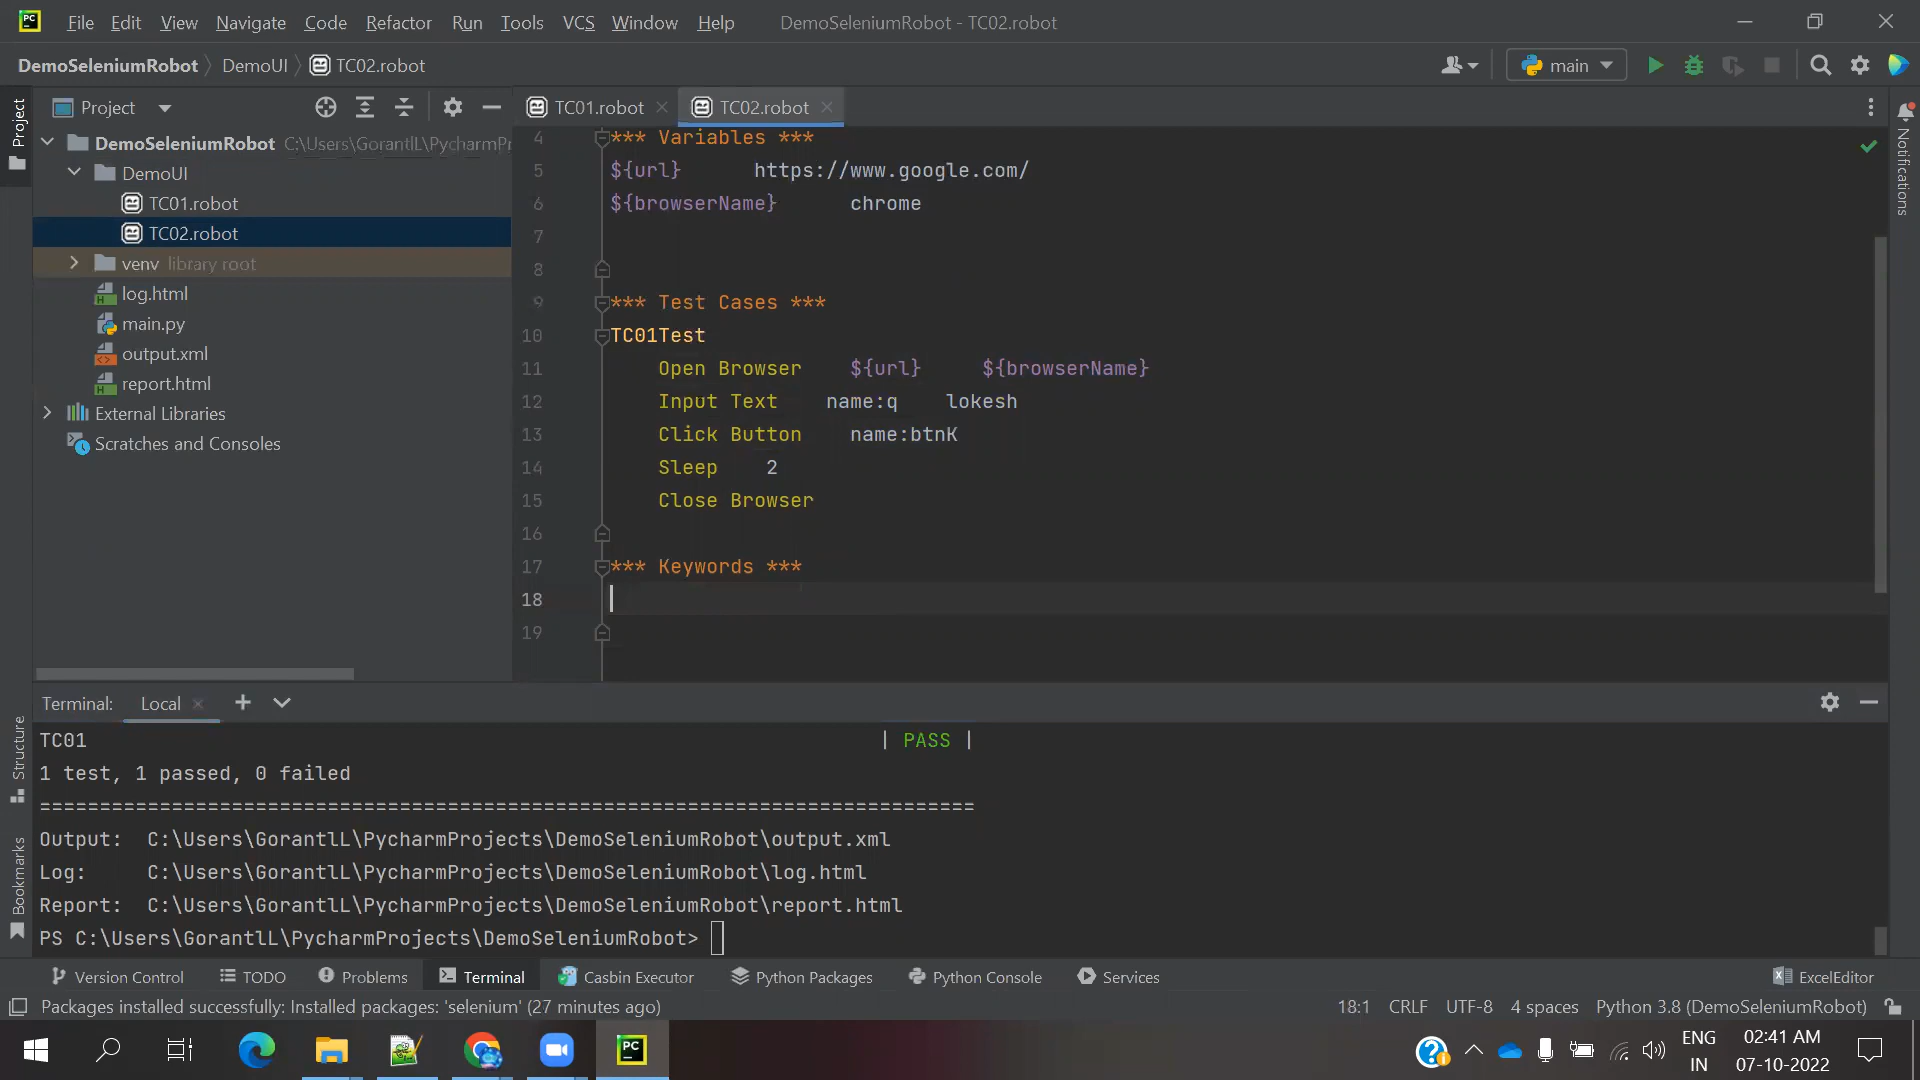 PC File Edit View Navigate Code Refactor Run Tools VCS Window Help DemoSeleniumRobot - TC02.robot
DemoSeleniumRobot DemoUI TC02.robot main
Project TC01.robot TC02.robot
DemoSeleniumRobot C:\Users\GorantlL\PycharmPr
DemoUI
TC01.robot
TC02.robot
venv library root
log.html
main.py
output.xml
report.html
External Libraries
Scratches and Consoles
4 *** Variables ***
5 ${url} https://www.google.com/
6 ${browserName} chrome
7
8
9 *** Test Cases ***
10 TC01Test
11 Open Browser ${url} ${browserName}
12 Input Text name:q lokesh
13 Click Button name:btnK
14 Sleep 2
15 Close Browser
16
17 *** Keywords ***
18
19
Project
Structure
Bookmarks
Notifications
Terminal: Local
TC01 | PASS |
1 test, 1 passed, 0 failed
==============================================================================
Output: C:\Users\GorantlL\PycharmProjects\DemoSeleniumRobot\output.xml
Log: C:\Users\GorantlL\PycharmProjects\DemoSeleniumRobot\log.html
Report: C:\Users\GorantlL\PycharmProjects\DemoSeleniumRobot\report.html
PS C:\Users\GorantlL\PycharmProjects\DemoSeleniumRobot>
Version Control TODO Problems Terminal Casbin Executor Python Packages Python Console Services ExcelEditor
Packages installed successfully: Installed packages: 'selenium' (27 minutes ago) 18:1 CRLF UTF-8 4 spaces Python 3.8 (DemoSeleniumRobot)
PC
ENG 02:41 AM
IN 07-10-2022